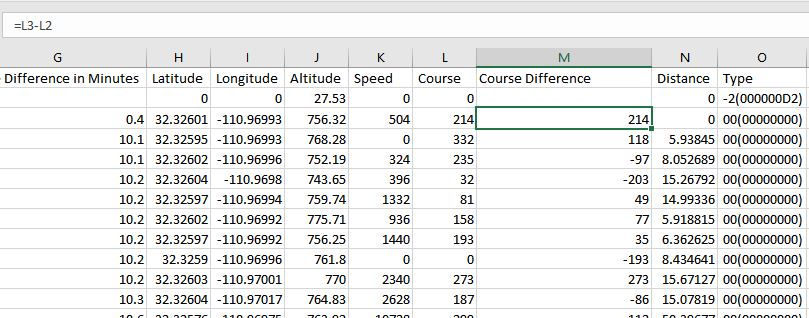 =L3-L2
G H I J K L M N O
Difference in Minutes Latitude Longitude Altitude Speed Course Course Difference Distance Type
0 0 27.53 0 0 0 -2(000000D2)
0.4 32.32601 -110.96993 756.32 504 214 214 0 00(00000000)
10.1 32.32595 -110.96993 768.28 0 332 118 5.93845 00(00000000)
10.1 32.32602 -110.96996 752.19 324 235 -97 8.052689 00(00000000)
10.2 32.32604 -110.9698 743.65 396 32 -203 15.26792 00(00000000)
10.2 32.32597 -110.96994 759.74 1332 81 49 14.99336 00(00000000)
10.2 32.32602 -110.96992 775.71 936 158 77 5.918815 00(00000000)
10.2 32.32597 -110.96992 756.25 1440 193 35 6.362625 00(00000000)
10.2 32.3259 -110.96996 761.8 0 0 -193 8.434641 00(00000000)
10.2 32.32603 -110.97001 770 2340 273 273 15.67127 00(00000000)
10.3 32.32604 -110.97017 764.83 2628 187 -86 15.07819 00(00000000)